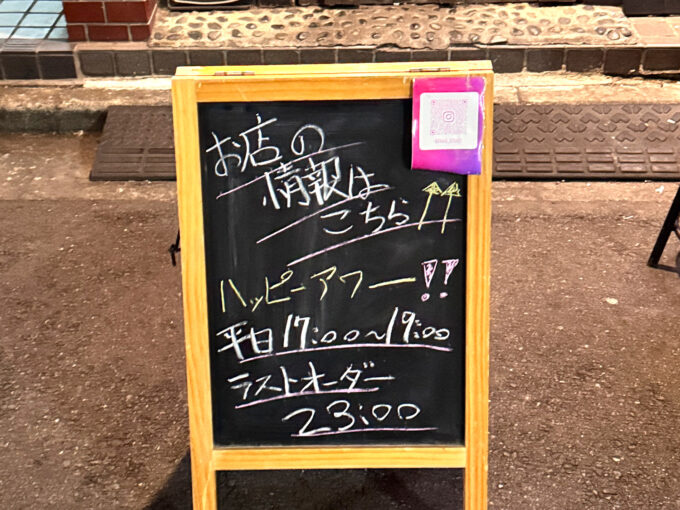 お店の
情報は
こちら↑↑
ハッピーアワー!!
平日17:00~19:00
ラストオーダー
23:00